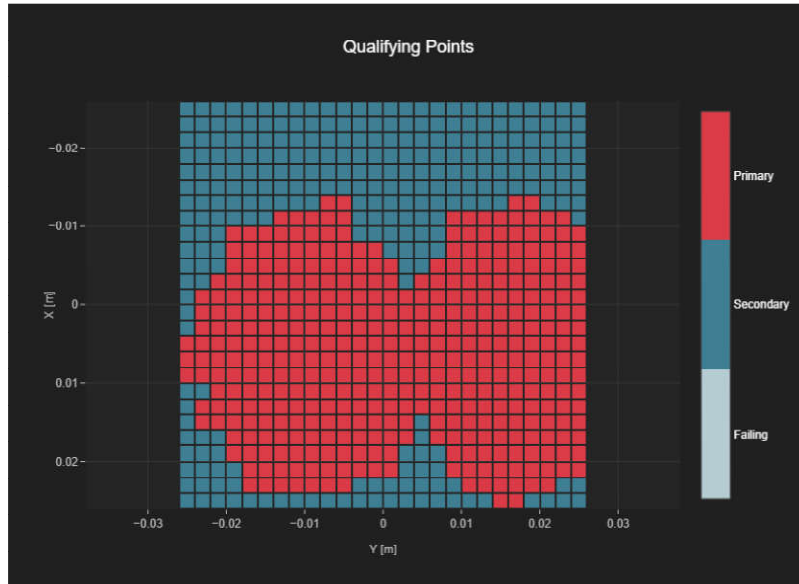 Qualifying Points
−0.02
−0.01
0
0.01
0.02
X [m]
−0.03
−0.02
−0.01
0
0.01
0.02
0.03
Y [m]
Primary
Secondary
Failing